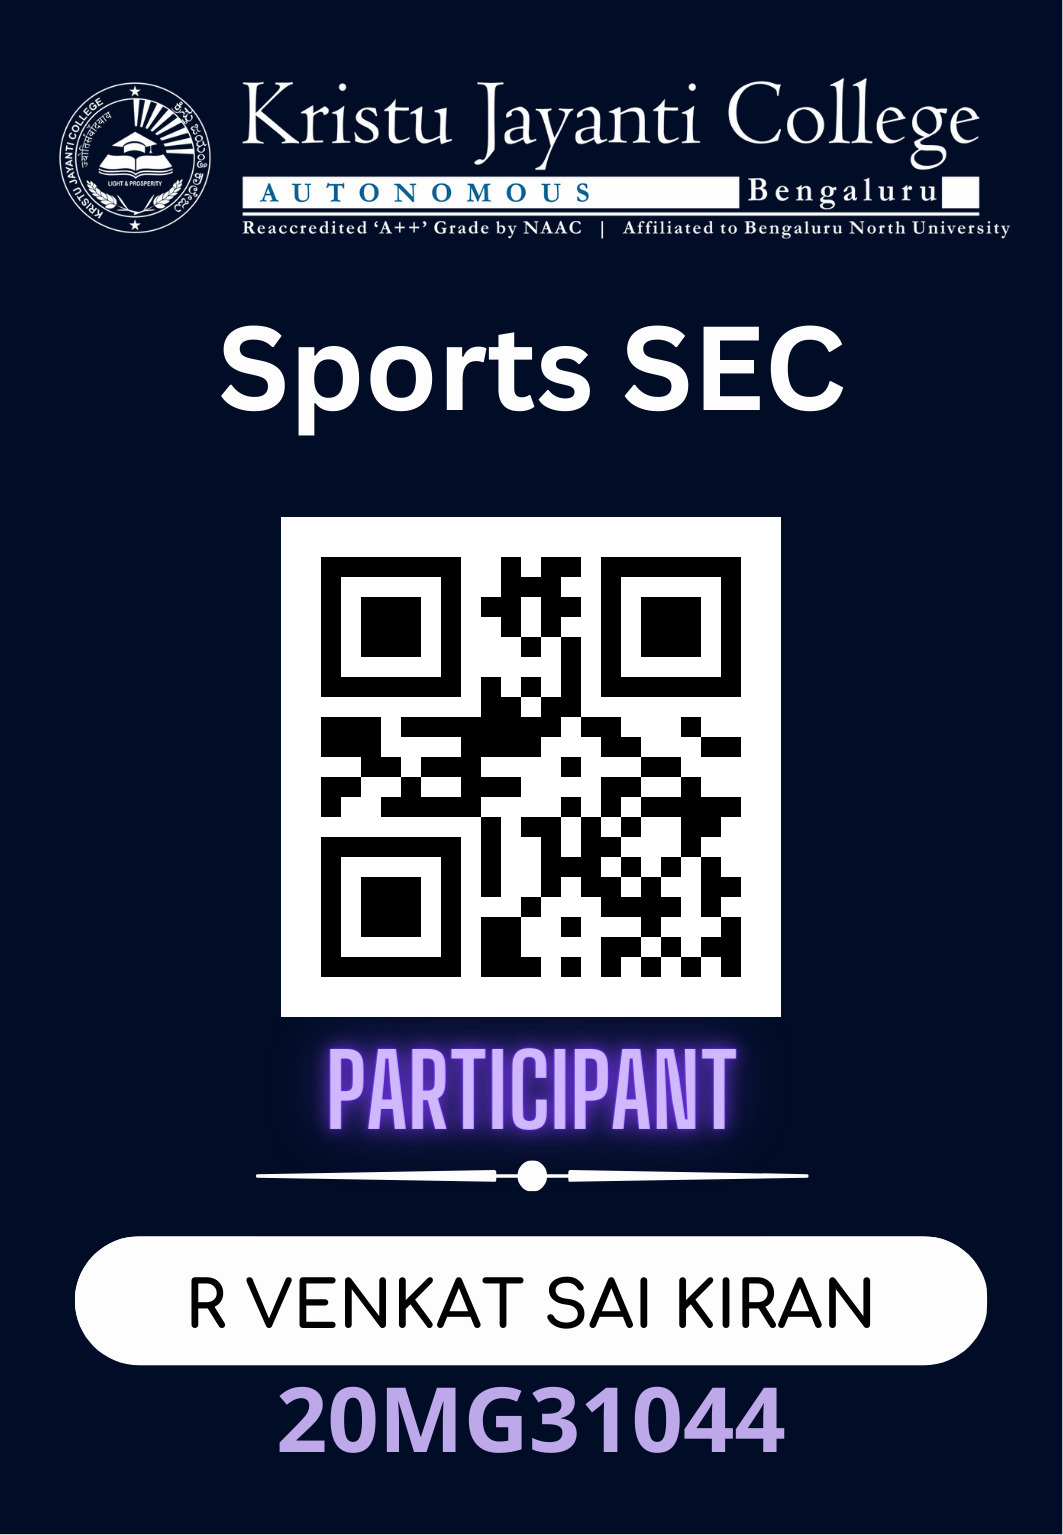 KRISTU JAYANTI COLLEGE
ಕ್ರಿಸ್ತು ಜಯಂತಿ ಕಾಲೇಜು
LIGHT & PROSPERITY
Kristu Jayanti College
AUTONOMOUS Bengaluru
Reaccredited ‘A++’ Grade by NAAC | Affiliated to Bengaluru North University
Sports SEC
PARTICIPANT
R VENKAT SAI KIRAN
20MG31044